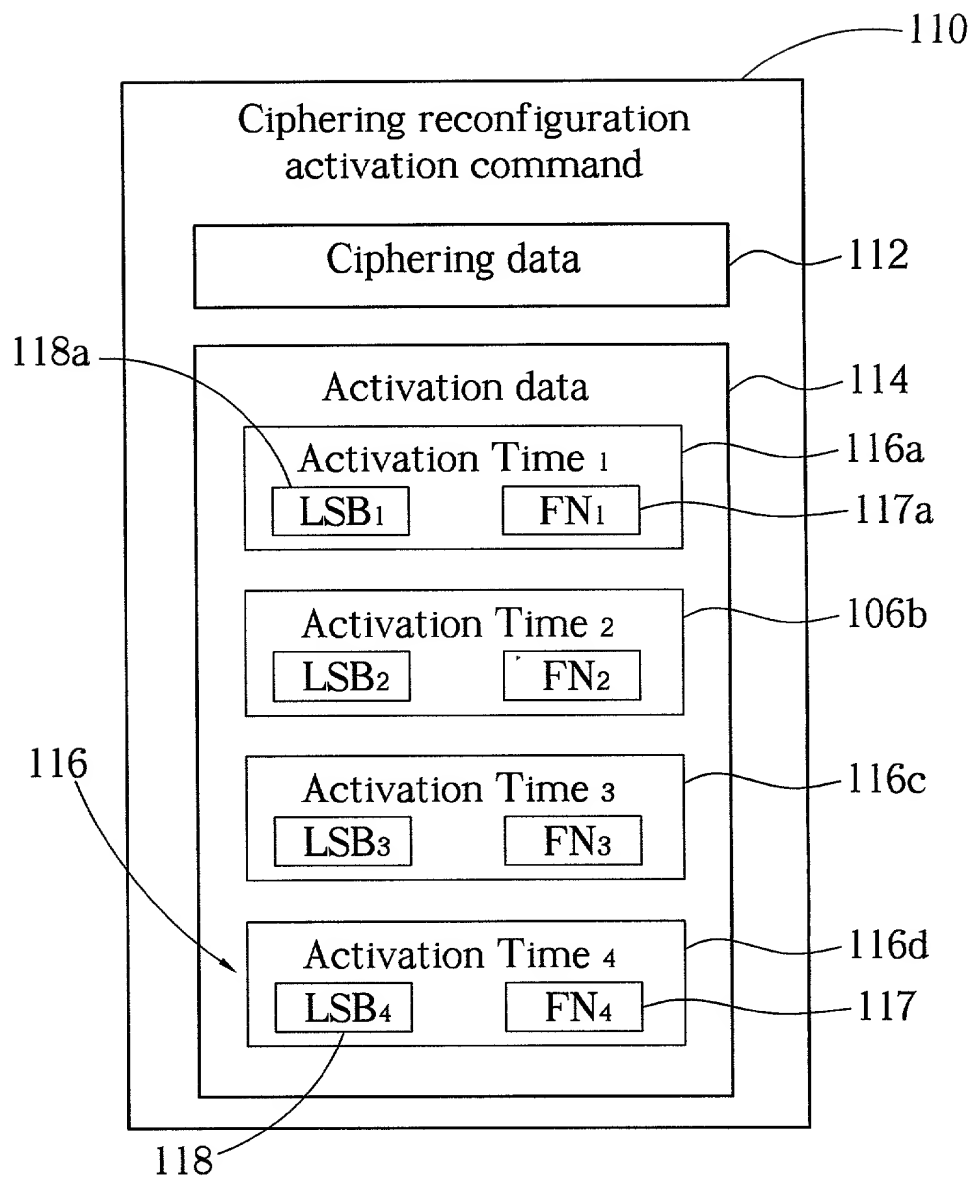 110
Ciphering reconfiguration
activation command
Ciphering data
112
118a
Activation data
114
Activation Time 1
116a
LSB1
FN1
117a
Activation Time 2
106b
LSB2
FN2
116
Activation Time 3
116c
LSB3
FN3
Activation Time 4
116d
LSB4
FN4
117
118